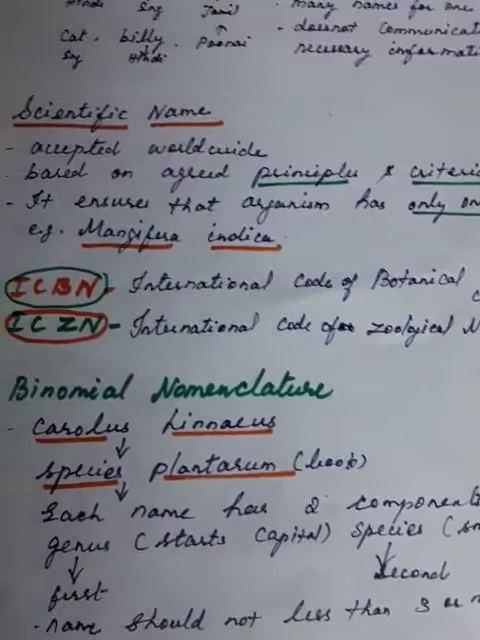 Hindi Eng Tamil - many names for one
Cat. billy. Poonai - doesnot communicat
Eng Hindi necessary informati
Scientific Name
- accepted worldwide
- based on agreed principles & criteri
- It ensures that organism has only on
e.g. Mangifera indica.
ICBN - International Code of Botanical
ICZN - International Code of Zoological N
Binomial Nomenclature
- Carolus Linnaeus
Species plantarum (book)
Each name has 2 component
genus (starts Capital) Species (sm
first second
- name should not less than 3 or m